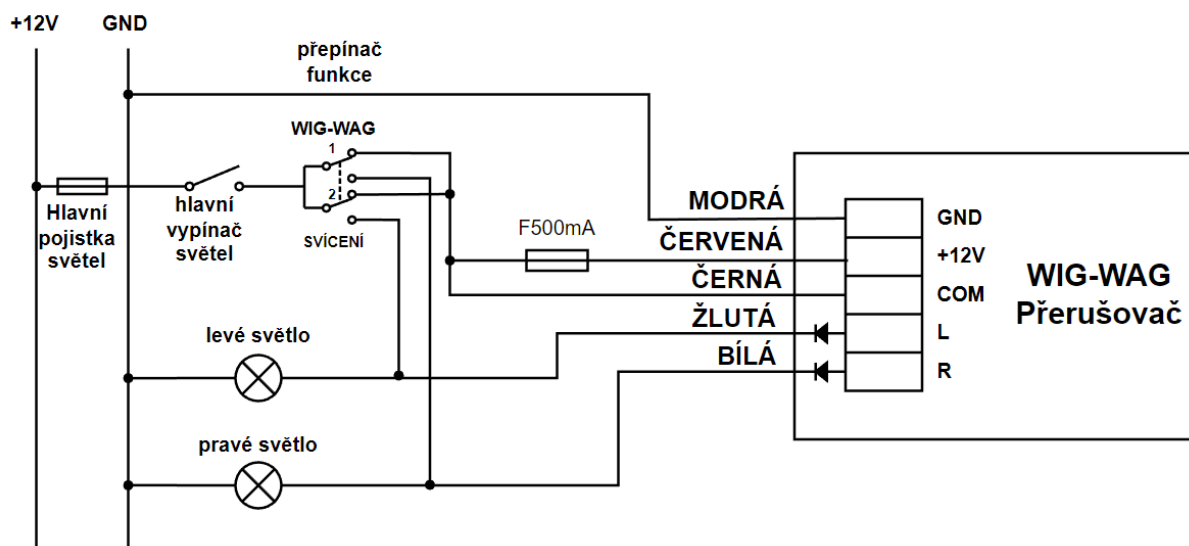 +12V
GND
přepínač
funkce
WIG-WAG
1
2
SVÍCENÍ
Hlavní
pojistka
světel
hlavní
vypínač
světel
F500mA
MODRÁ
ČERVENÁ
ČERNÁ
ŽLUTÁ
BÍLÁ
GND
+12V
COM
L
R
WIG-WAG
Přerušovač
levé světlo
pravé světlo